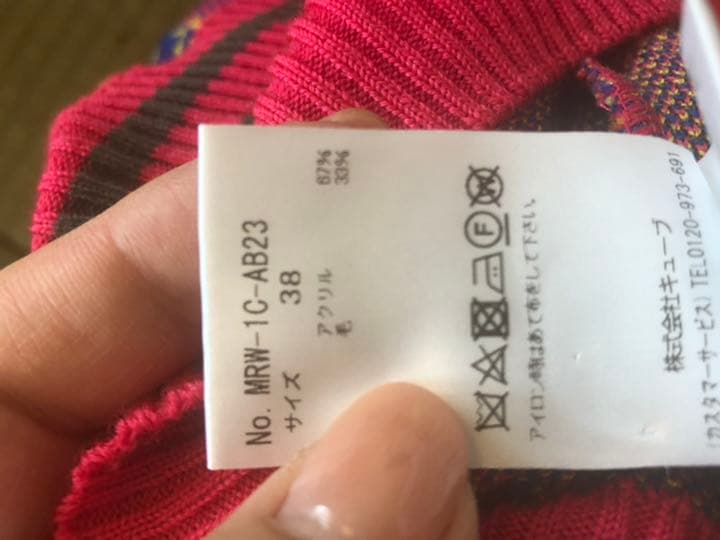 No. MRW-1C-AB23
サイズ 38
アクリル 67%
毛 33%
アイロン時はあて布をして下さい。
株式会社キューブ
(カスタマーサービス) TEL0120-973-691